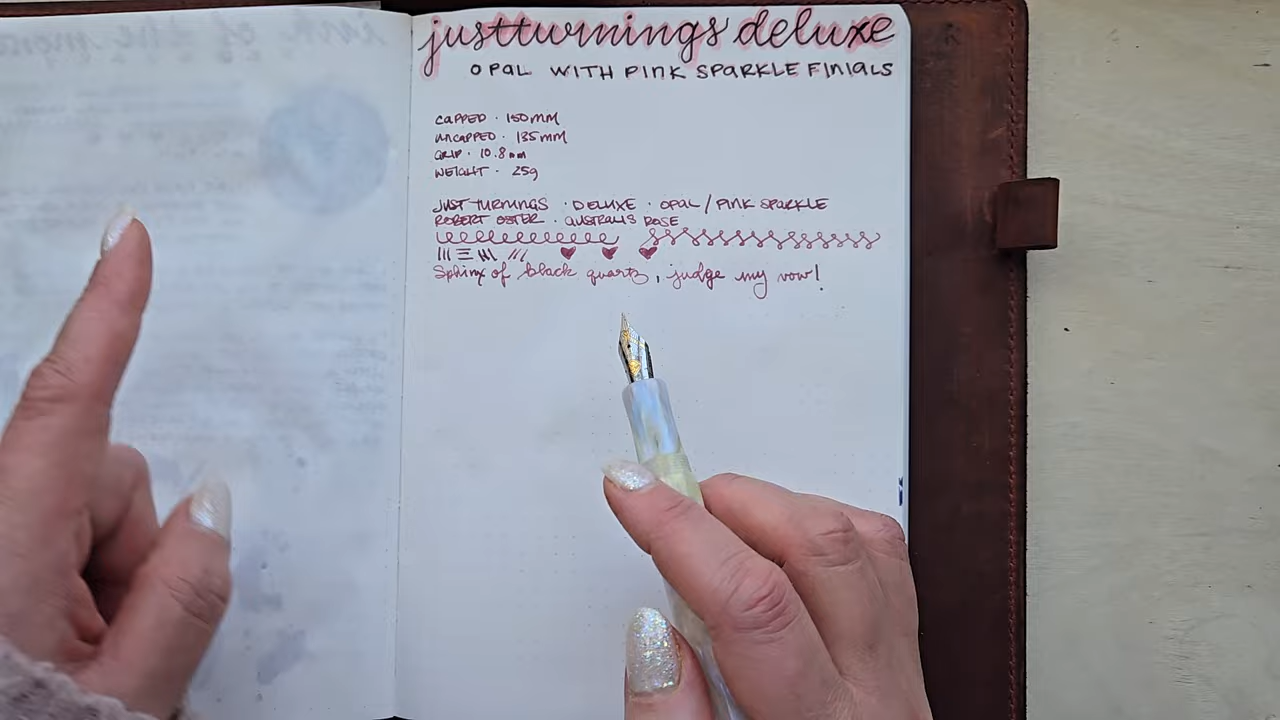 justturnings deluxe
OPAL WITH PINK SPARKLE FINIALS
CAPPED · 150mm
UNCAPPED · 135mm
GRIP · 10.8mm
WEIGHT · 25g
JUST TURNINGS · DELUXE · OPAL / PINK SPARKLE
ROBERT OSTER · AUSTRALIS ROSE
Sphinx of black quartz, judge my vow!